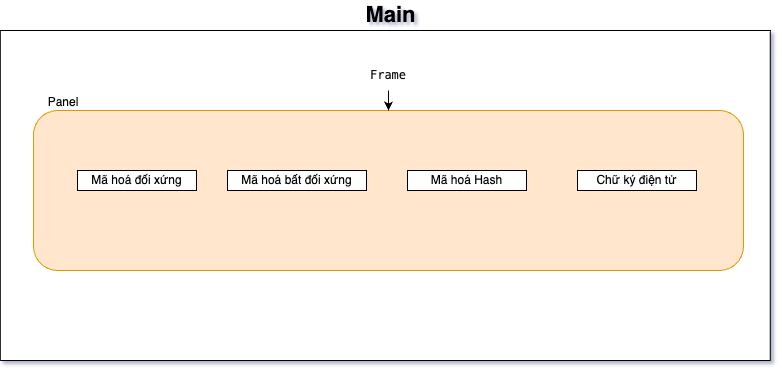 Main
Frame
Panel
Mã hoá đối xứng
Mã hoá bất đối xứng
Mã hoá Hash
Chữ ký điện tử